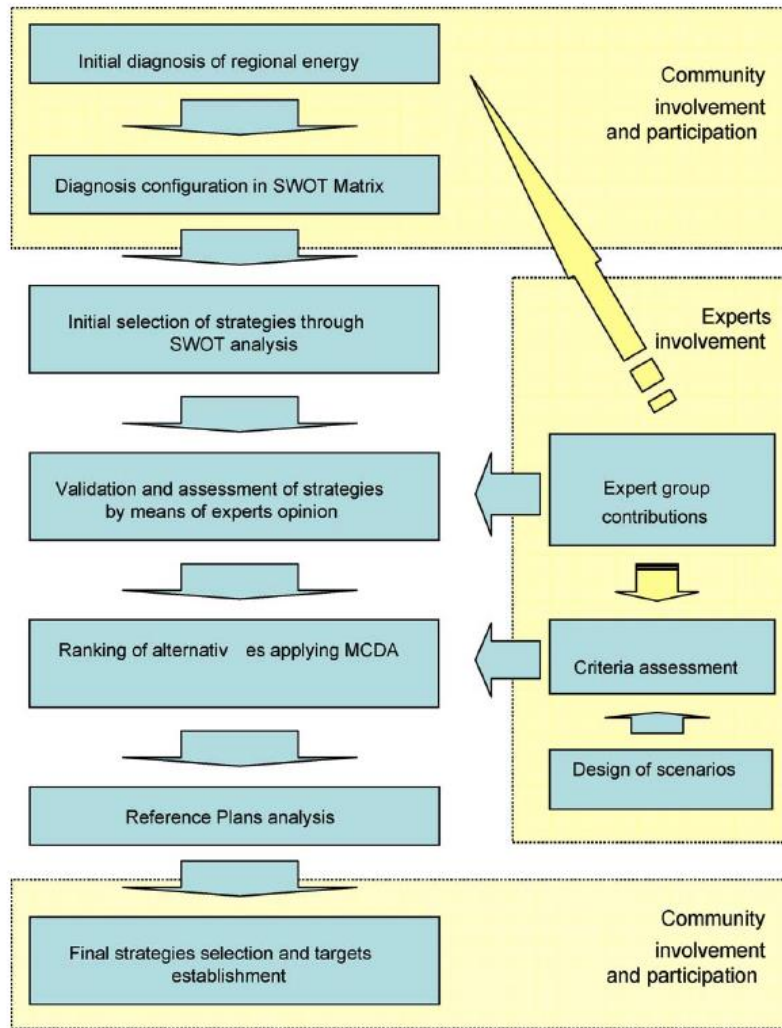 Initial diagnosis of regional energy
Community
involvement
and participation
Diagnosis configuration in SWOT Matrix
Initial selection of strategies through
SWOT analysis
Experts
involvement
Validation and assessment of strategies
by means of experts opinion
Expert group
contributions
Ranking of alternativ es applying MCDA
Criteria assessment
Design of scenarios
Reference Plans analysis
Community
involvement
and participation
Final strategies selection and targets
establishment